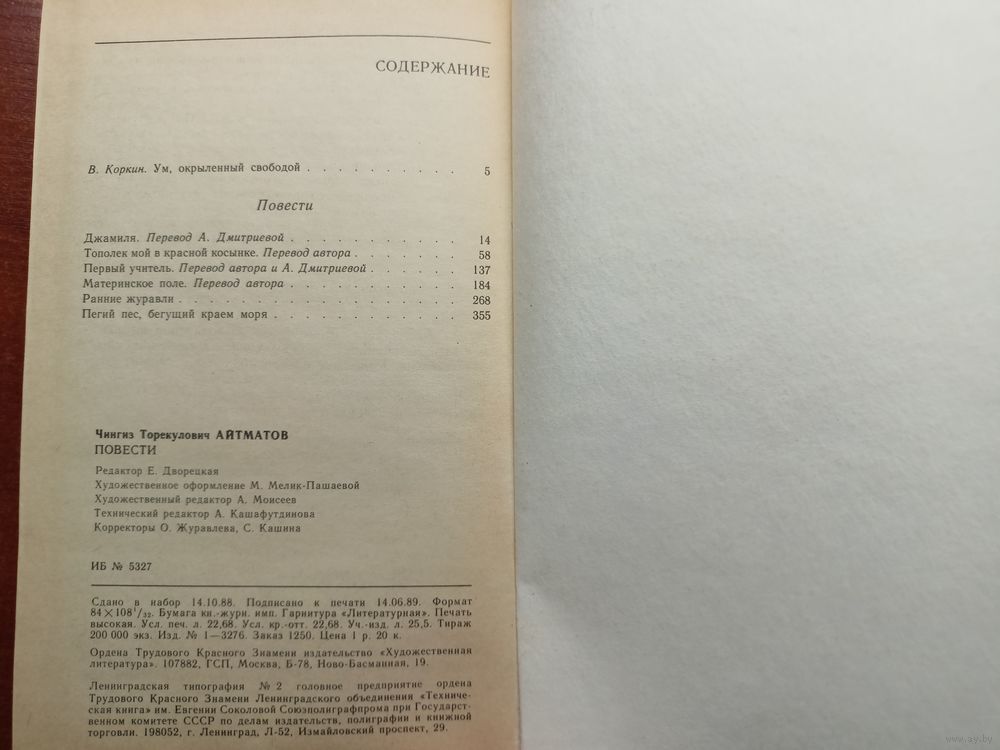 СОДЕРЖАНИЕ
В. Коркин. Ум, окрыленный свободой . . . . . . . . . . 5
Повести
Джамиля. Перевод А. Дмитриевой . . . . . . . . . . . 14
Тополек мой в красной косынке. Перевод автора . . . . . . . 58
Первый учитель. Перевод автора и А. Дмитриевой . . . . . . 137
Материнское поле. Перевод автора . . . . . . . . . . . 184
Ранние журавли . . . . . . . . . . . . . . . . . 268
Пегий пес, бегущий краем моря . . . . . . . . . . . . 355
Чингиз Торекулович АЙТМАТОВ
ПОВЕСТИ
Редактор Е. Дворецкая
Художественное оформление М. Мелик-Пашаевой
Художественный редактор А. Моисеев
Технический редактор А. Кашафутдинова
Корректоры О. Журавлева, С. Кашина
ИБ № 5327
Сдано в набор 14.10.88. Подписано к печати 14.06.89. Формат
84×108¹/₃₂. Бумага кн.-журн. имп. Гарнитура «Литературная». Печать
высокая. Усл. печ. л. 22,68. Усл. кр.-отт. 22,68. Уч.-изд. л. 25,5. Тираж
200 000 экз. Изд. № 1—3276. Заказ 1250. Цена 1 р. 20 к.
Ордена Трудового Красного Знамени издательство «Художественная
литература». 107882, ГСП, Москва, Б-78, Ново-Басманная, 19.
Ленинградская типография № 2 головное предприятие ордена
Трудового Красного Знамени Ленинградского объединения «Техниче-
ская книга» им. Евгении Соколовой Союзполиграфпрома при Государст-
венном комитете СССР по делам издательств, полиграфии и книжной
торговли. 198052, г. Ленинград, Л-52, Измайловский проспект, 29.
www.ay.by